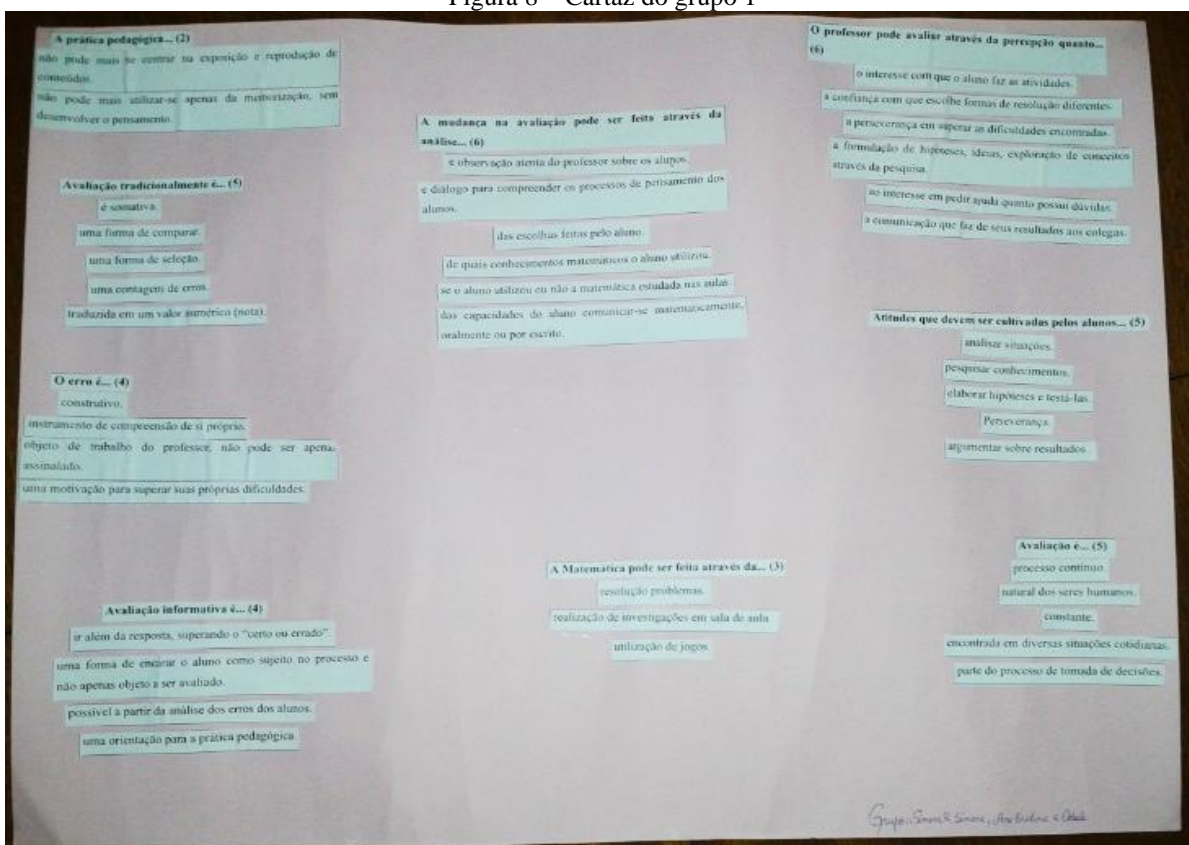 Figura 8 – Cartaz do grupo 1
A prática pedagógica... (2)
não pode mais se centrar na exposição e reprodução de
conteúdos.
não pode mais utilizar-se apenas da memorização, sem
desenvolver o pensamento.
Avaliação tradicionalmente é... (5)
é somativa.
uma forma de comparar.
uma forma de seleção.
uma contagem de erros.
traduzida em um valor numérico (nota).
O erro é... (4)
construtivo.
instrumento de compreensão de si próprio.
objeto de trabalho do professor, não pode ser apenas
assinalado.
uma motivação para superar suas próprias dificuldades.
Avaliação informativa é... (4)
ir além da resposta, superando o “certo ou errado”.
uma forma de encarar o aluno como sujeito no processo e
não apenas objeto a ser avaliado.
possível a partir da análise dos erros dos alunos.
uma orientação para a prática pedagógica.
A mudança na avaliação pode ser feita através da
análise... (6)
e observação atenta do professor sobre os alunos.
e diálogo para compreender os processos de pensamento dos
alunos.
das escolhas feitas pelo aluno.
de quais conhecimentos matemáticos o aluno utilizou.
se o aluno utilizou ou não a matemática estudada nas aulas
das capacidades do aluno comunicar-se matematicamente,
oralmente ou por escrito.
A Matemática pode ser feita através da... (3)
resolução problemas.
realização de investigações em sala de aula.
utilização de jogos.
O professor pode avaliar através da percepção quanto...
(6)
o interesse com que o aluno faz as atividades.
a confiança com que escolhe formas de resolução diferentes.
a perseverança em superar as dificuldades encontradas.
a formulação de hipóteses, ideias, exploração de conceitos
através da pesquisa.
ao interesse em pedir ajuda quanto possui dúvidas.
a comunicação que faz de seus resultados aos colegas.
Atitudes que devem ser cultivadas pelos alunos... (5)
analisar situações.
pesquisar conhecimentos.
elaborar hipóteses e testá-las.
Perseverança.
argumentar sobre resultados.
Avaliação é... (5)
processo contínuo.
natural dos seres humanos.
constante.
encontrada em diversas situações cotidianas.
parte do processo de tomada de decisões.
Grupo: Simone, Ana